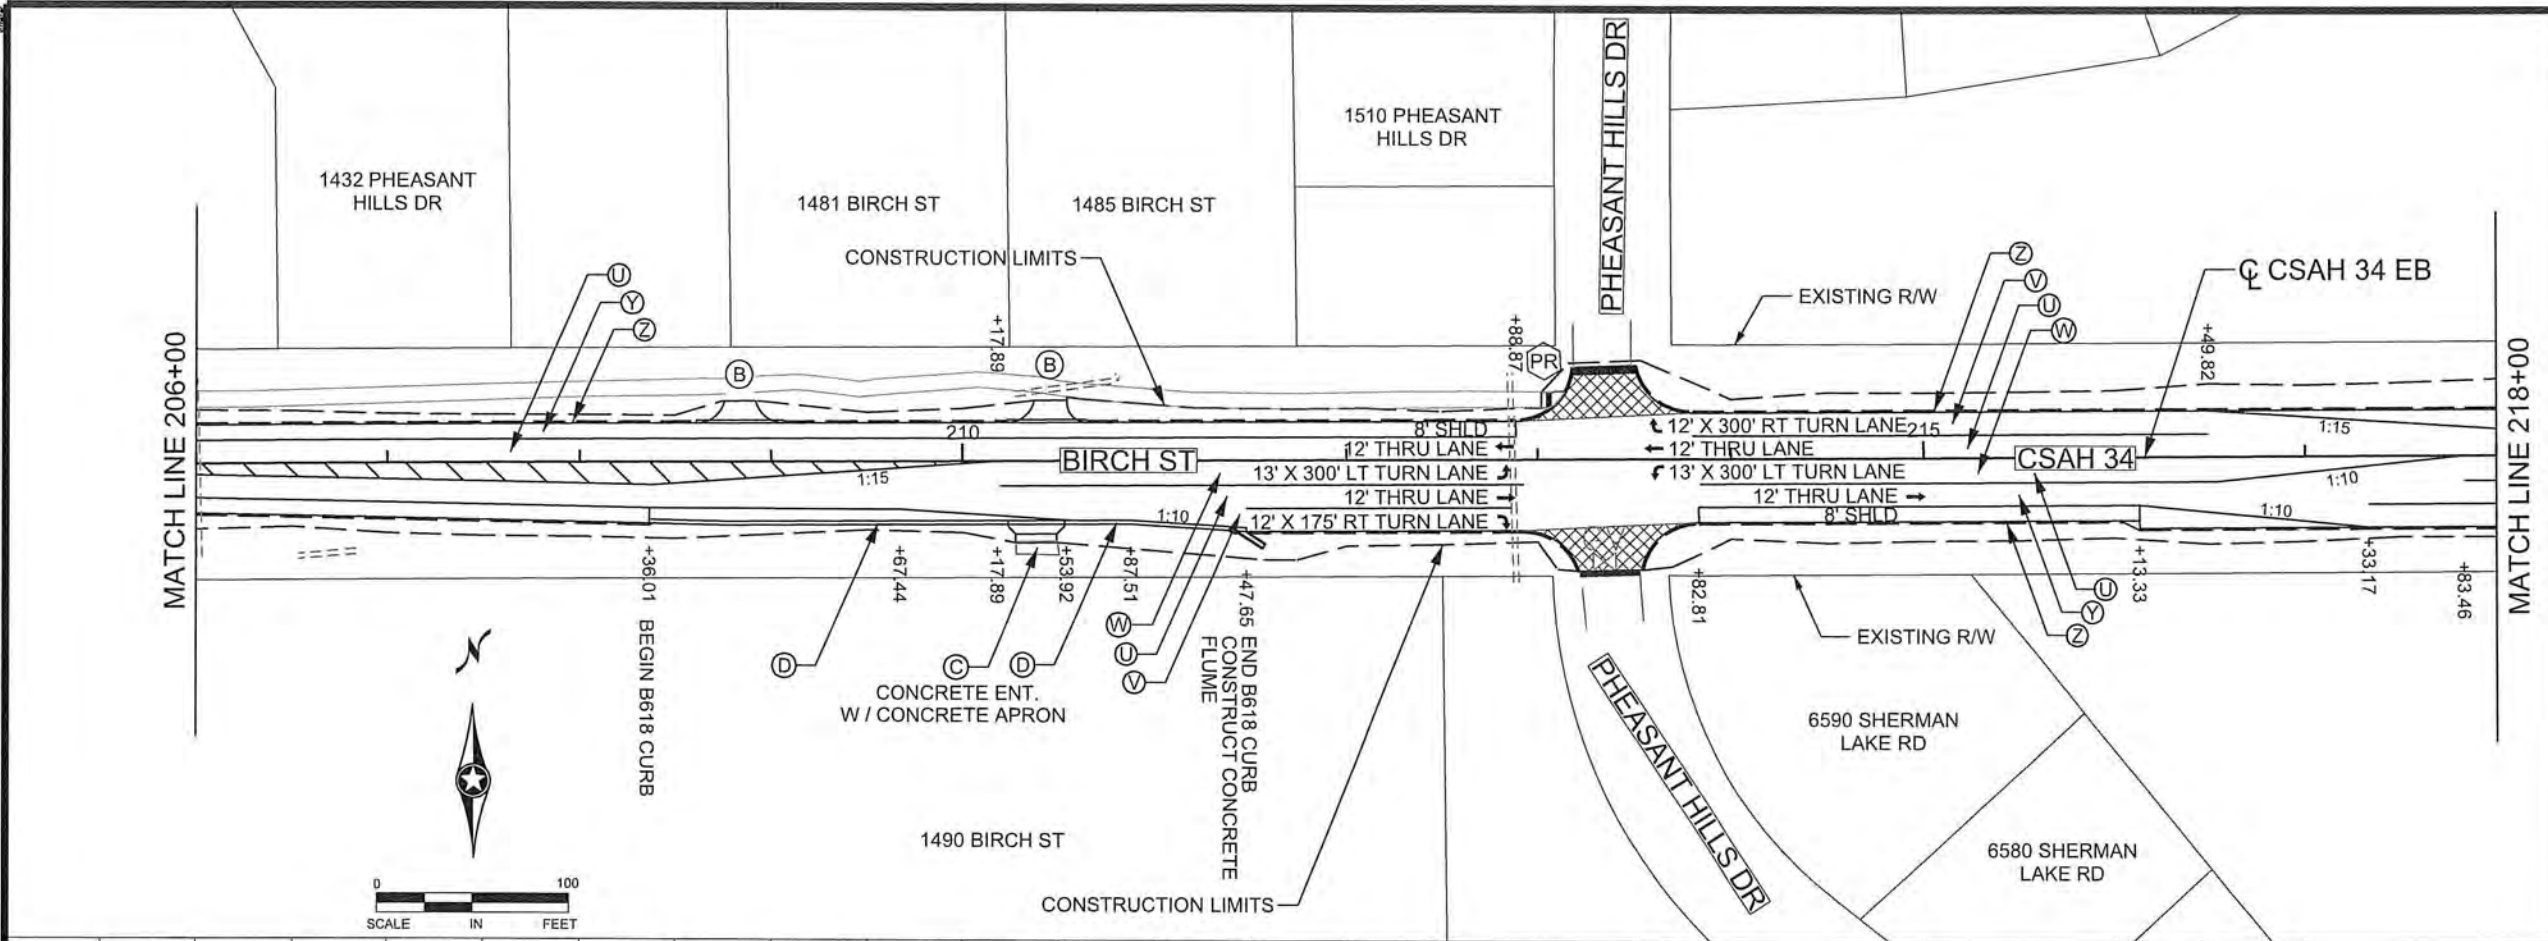 1432 PHEASANT
HILLS DR
1481 BIRCH ST
1485 BIRCH ST
1510 PHEASANT
HILLS DR
PHEASANT HILLS DR
CONSTRUCTION LIMITS
EXISTING R/W
℄ CSAH 34 EB
U
Y
Z
Z
V
U
W
MATCH LINE 206+00
MATCH LINE 218+00
+17.89
+88.87
+49.82
PR
B
B
210
215
BIRCH ST
CSAH 34
8' SHLD
12' THRU LANE
13' X 300' LT TURN LANE
12' THRU LANE
12' X 175' RT TURN LANE
12' X 300' RT TURN LANE
12' THRU LANE
13' X 300' LT TURN LANE
12' THRU LANE
8' SHLD
1:15
1:10
1:15
1:10
1:10
+36.01 BEGIN B618 CURB
+67.44
+17.89
+53.92
+87.51
+47.65 END B618 CURB
CONSTRUCT CONCRETE
FLUME
+82.81
+13.33
+33.17
+83.46
D
C
D
CONCRETE ENT.
W / CONCRETE APRON
W
U
V
U
Y
Z
EXISTING R/W
PHEASANT HILLS DR
6590 SHERMAN
LAKE RD
6580 SHERMAN
LAKE RD
1490 BIRCH ST
CONSTRUCTION LIMITS
N
0 100
SCALE IN FEET